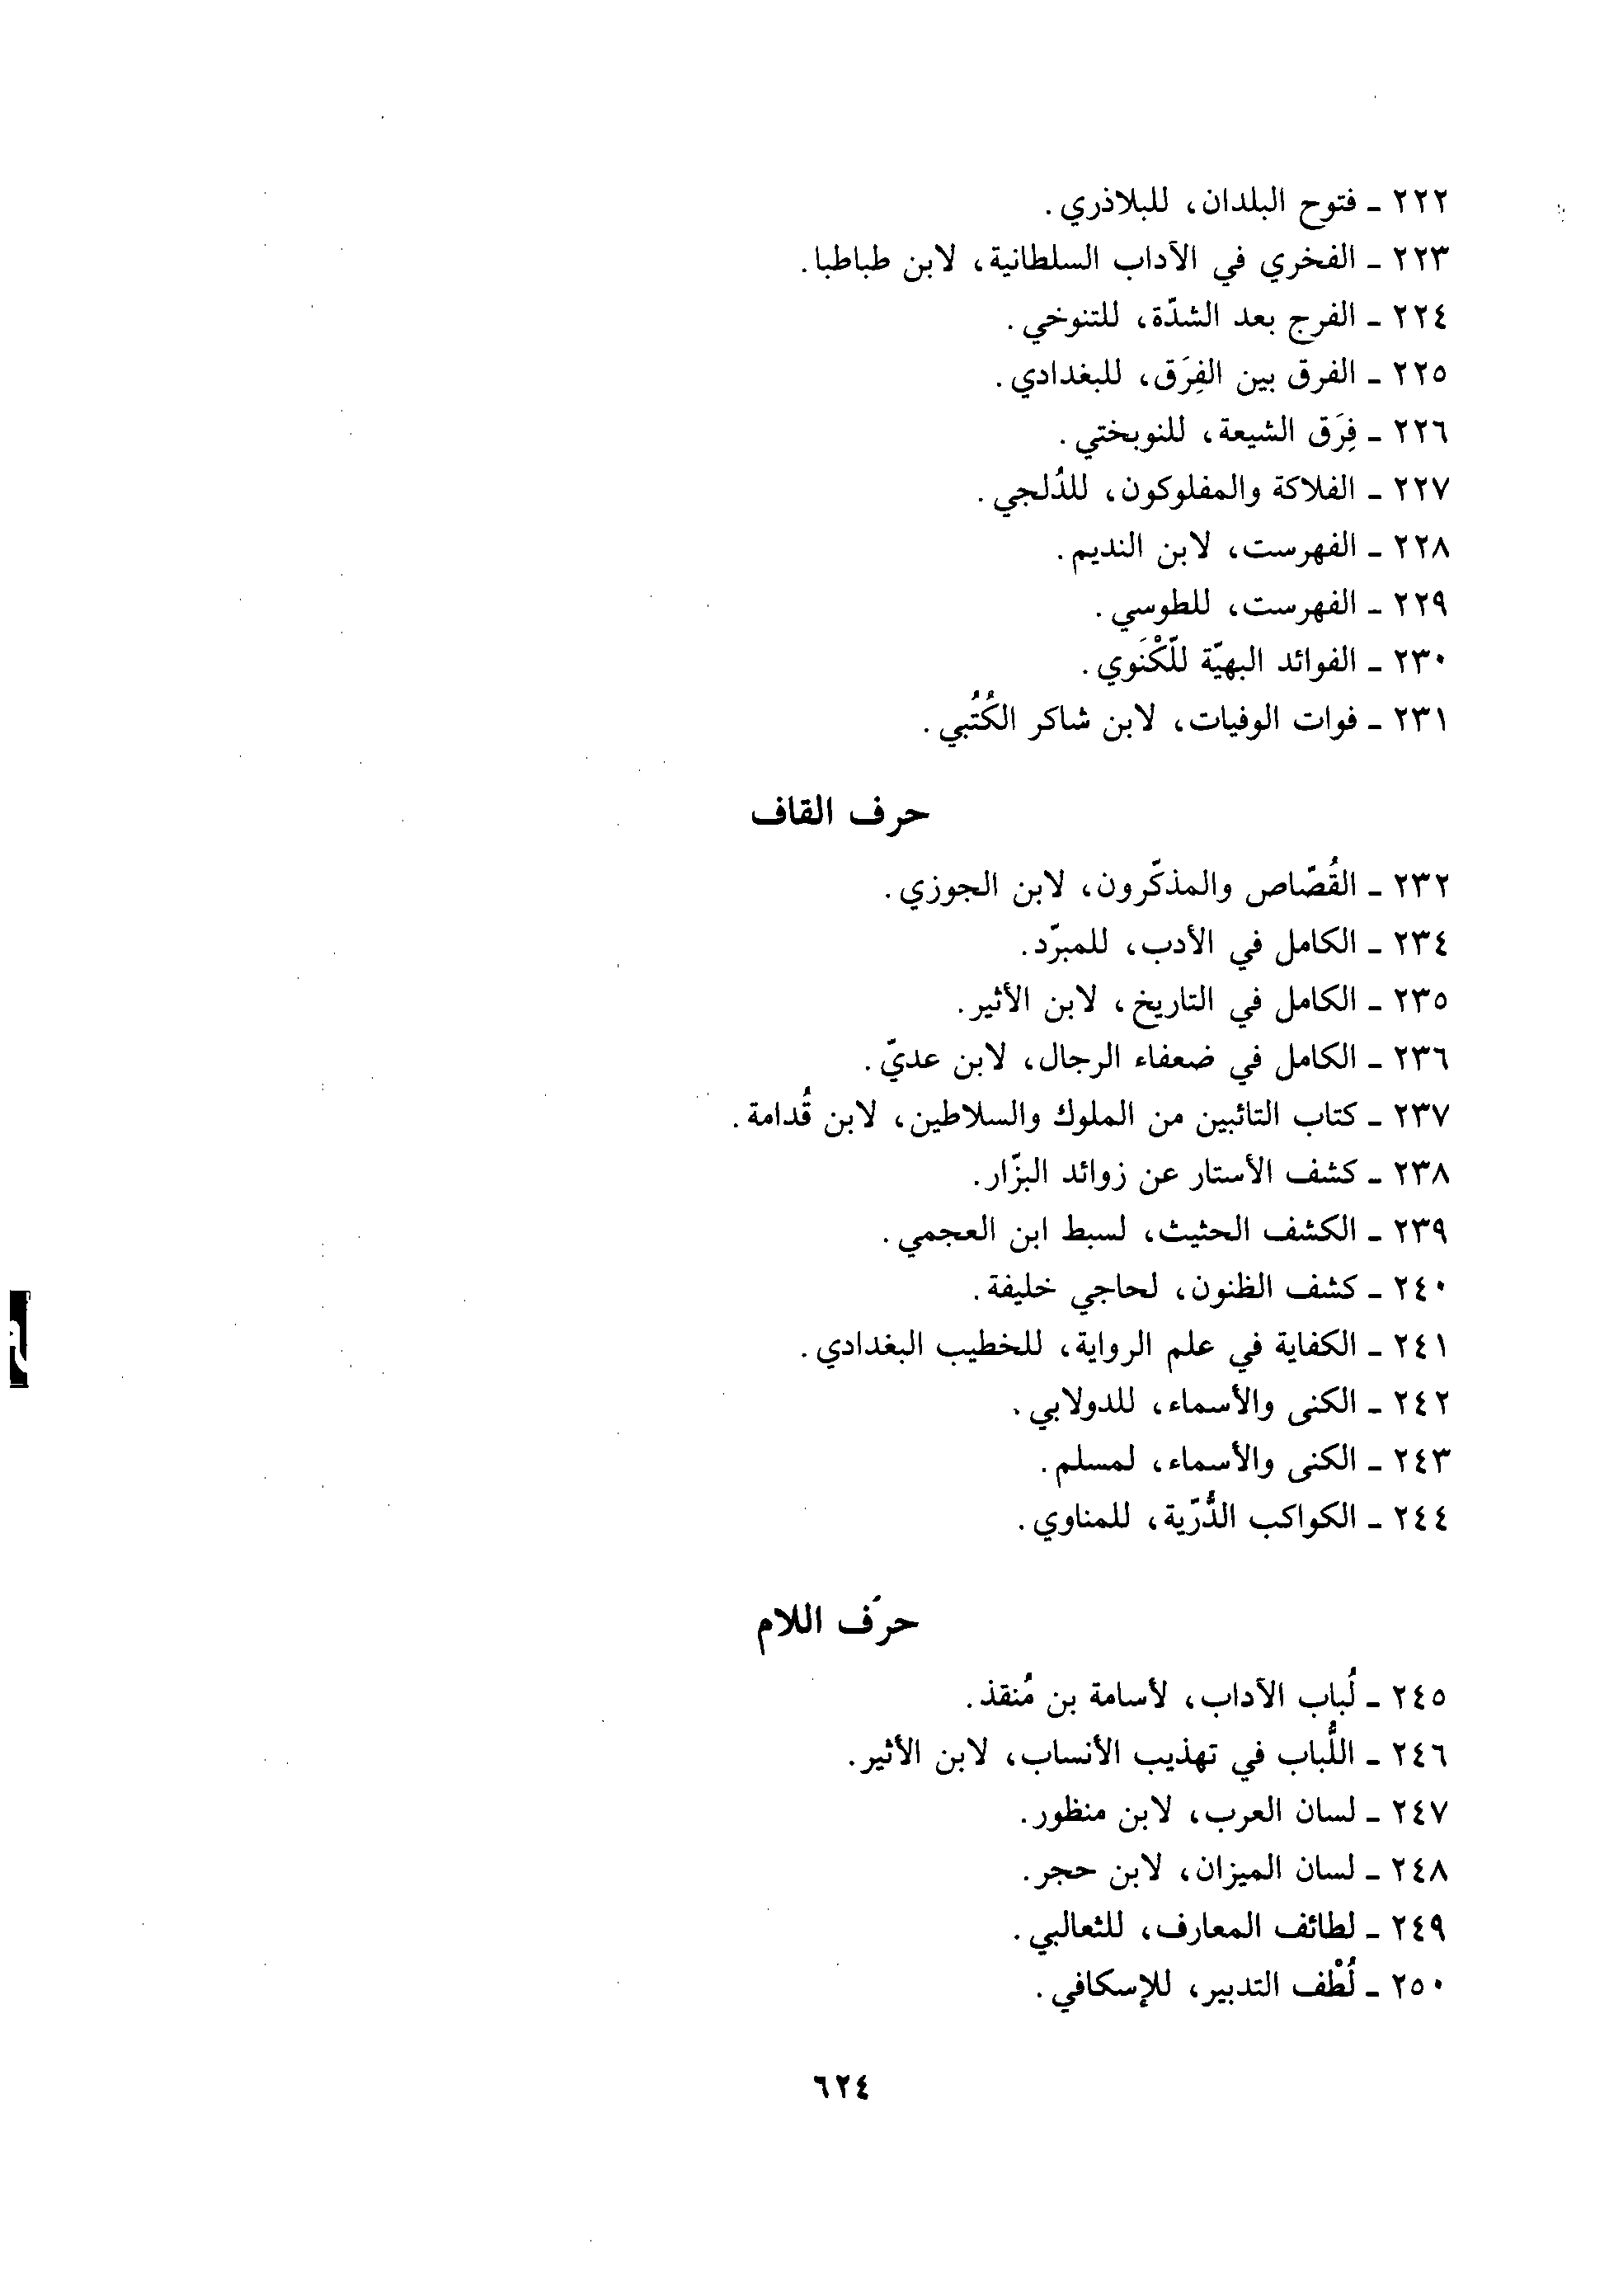 ٢٢٢ ـ فتوح البلدان، للبلاذري.
٢٢٣ ـ الفخري في الآداب السلطانية، لابن طباطبا.
٢٢٤ ـ الفرج بعد الشدّة، للتنوخي.
٢٢٥ ـ الفرق بين الفِرَق، للبغدادي.
٢٢٦ ـ فِرَق الشيعة، للنوبختي.
٢٢٧ ـ الفلاكة والمفلوكون، للدُلجي.
٢٢٨ ـ الفهرست، لابن النديم.
٢٢٩ ـ الفهرست، للطوسي.
٢٣٠ ـ الفوائد البهيّة للّكْنَوي.
٢٣١ ـ فوات الوفيات، لابن شاكر الكُتُبي.
حرف القاف
٢٣٢ ـ القُصّاص والمذكّرون، لابن الجوزي.
٢٣٤ ـ الكامل في الأدب، للمبرّد.
٢٣٥ ـ الكامل في التاريخ، لابن الأثير.
٢٣٦ ـ الكامل في ضعفاء الرجال، لابن عديّ.
٢٣٧ ـ كتاب التائبين من الملوك والسلاطين، لابن قُدامة.
٢٣٨ ـ كشف الأستار عن زوائد البزّار.
٢٣٩ ـ الكشف الحثيث، لسبط ابن العجمي.
٢٤٠ ـ كشف الظنون، لحاجي خليفة.
٢٤١ ـ الكفاية في علم الرواية، للخطيب البغدادي.
٢٤٢ ـ الكنى والأسماء، للدولابي.
٢٤٣ ـ الكنى والأسماء، لمسلم.
٢٤٤ ـ الكواكب الدُّرّية، للمناوي.
حرف اللام
٢٤٥ ـ لُباب الآداب، لأسامة بن مُنقذ.
٢٤٦ ـ اللُّباب في تهذيب الأنساب، لابن الأثير.
٢٤٧ ـ لسان العرب، لابن منظور.
٢٤٨ ـ لسان الميزان، لابن حجر.
٢٤٩ ـ لطائف المعارف، للثعالبي.
٢٥٠ ـ لُطْف التدبير، للإسكافي.
٦٢٤